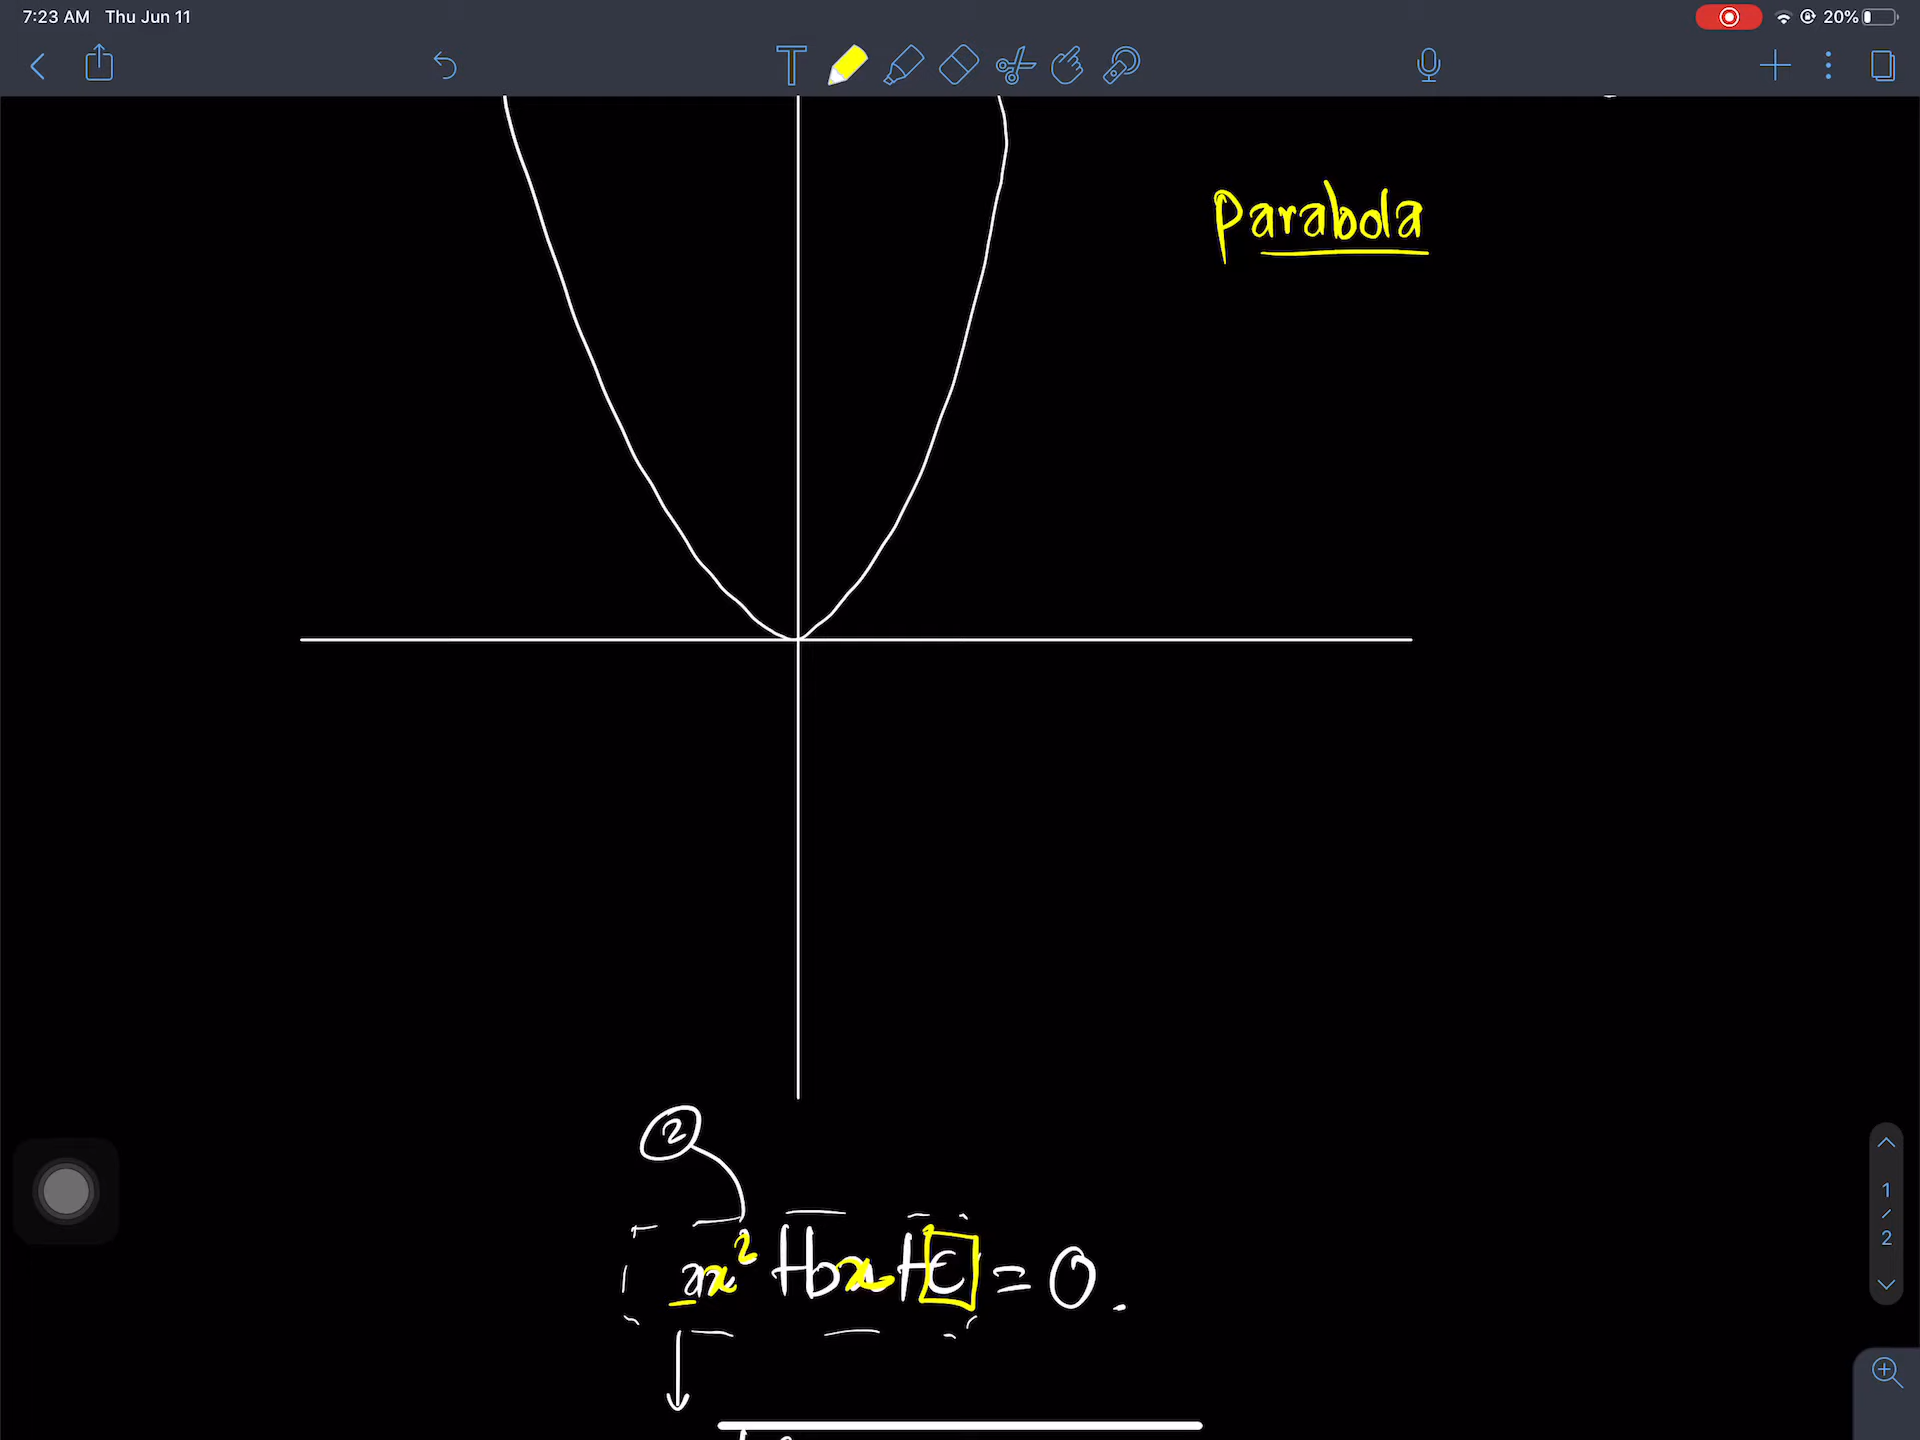 7:23 AM Thu Jun 11
20%
T
Parabola
2
ax² +bx+c = 0.
1
/
2